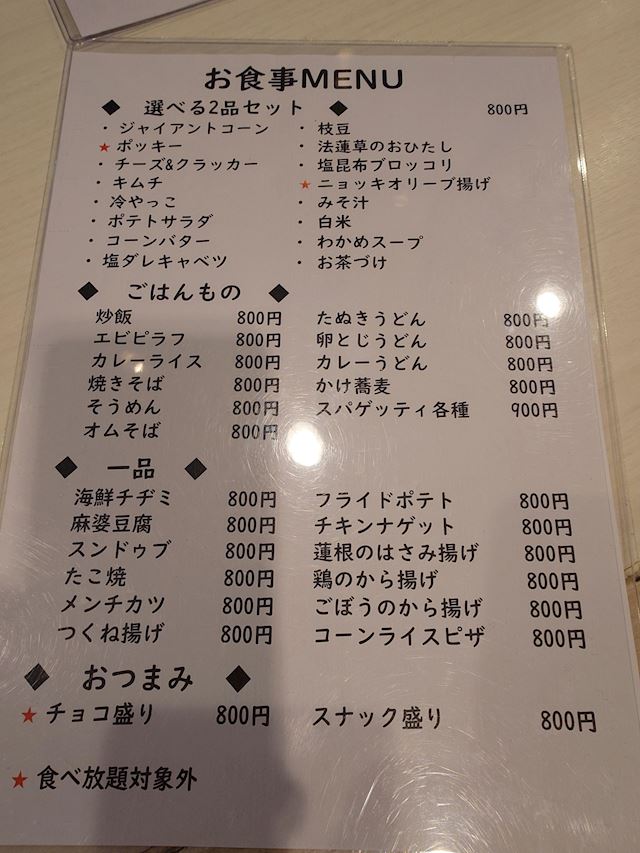 お食事MENU
◆ 選べる2品セット ◆ 800円
・ ジャイアントコーン ・ 枝豆
★ ポッキー ・ 法蓮草のおひたし
・ チーズ&クラッカー ・ 塩昆布ブロッコリ
・ キムチ ★ ニョッキオリーブ揚げ
・ 冷やっこ ・ みそ汁
・ ポテトサラダ ・ 白米
・ コーンバター ・ わかめスープ
・ 塩ダレキャベツ ・ お茶づけ
◆ ごはんもの ◆
炒飯 800円 たぬきうどん 800円
エビピラフ 800円 卵とじうどん 800円
カレーライス 800円 カレーうどん 800円
焼きそば 800円 かけ蕎麦 800円
そうめん 800円 スパゲッティ各種 900円
オムそば 800円
◆ 一品 ◆
海鮮チヂミ 800円 フライドポテト 800円
麻婆豆腐 800円 チキンナゲット 800円
スンドゥブ 800円 蓮根のはさみ揚げ 800円
たこ焼 800円 鶏のから揚げ 800円
メンチカツ 800円 ごぼうのから揚げ 800円
つくね揚げ 800円 コーンライスピザ 800円
◆ おつまみ ◆
★ チョコ盛り 800円 スナック盛り 800円
★ 食べ放題対象外